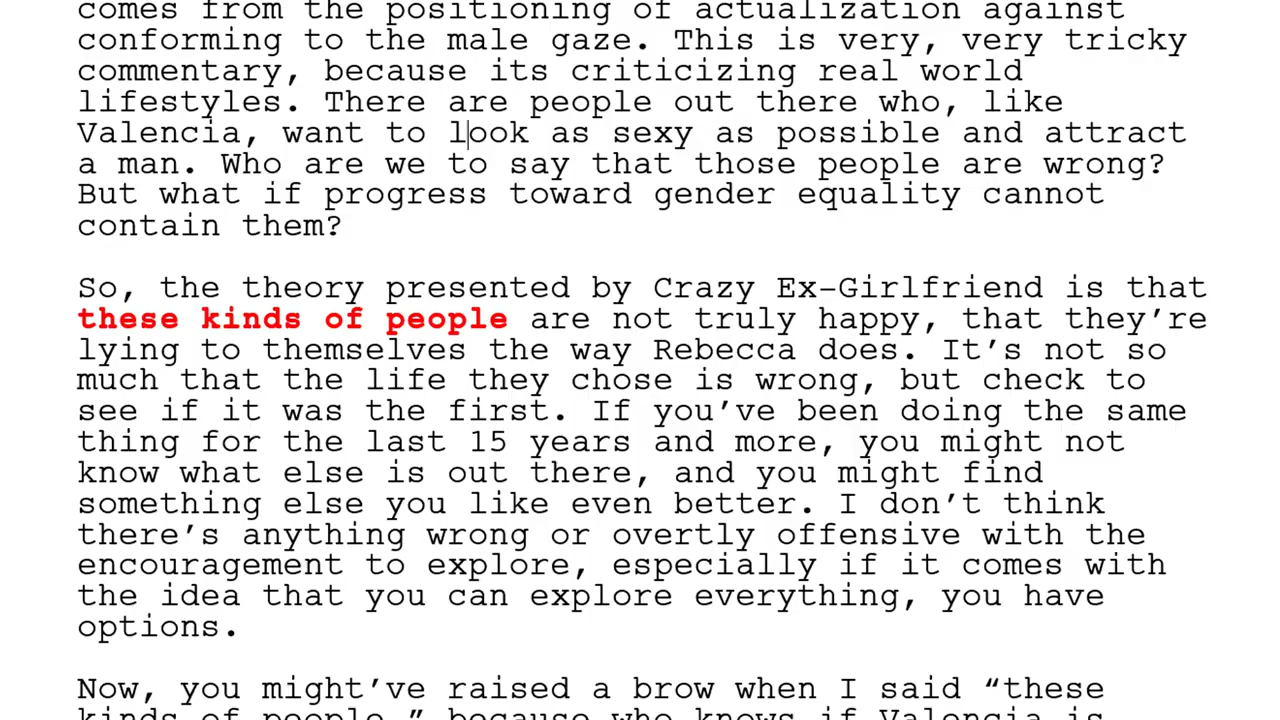 comes from the positioning of actualization against
conforming to the male gaze. This is very, very tricky
commentary, because its criticizing real world
lifestyles. There are people out there who, like
Valencia, want to look as sexy as possible and attract
a man. Who are we to say that those people are wrong?
But what if progress toward gender equality cannot
contain them?
So, the theory presented by Crazy Ex-Girlfriend is that
these kinds of people are not truly happy, that they’re
lying to themselves the way Rebecca does. It’s not so
much that the life they chose is wrong, but check to
see if it was the first. If you’ve been doing the same
thing for the last 15 years and more, you might not
know what else is out there, and you might find
something else you like even better. I don’t think
there’s anything wrong or overtly offensive with the
encouragement to explore, especially if it comes with
the idea that you can explore everything, you have
options.
Now, you might’ve raised a brow when I said “these
kinds of people,” because who knows if Valencia is